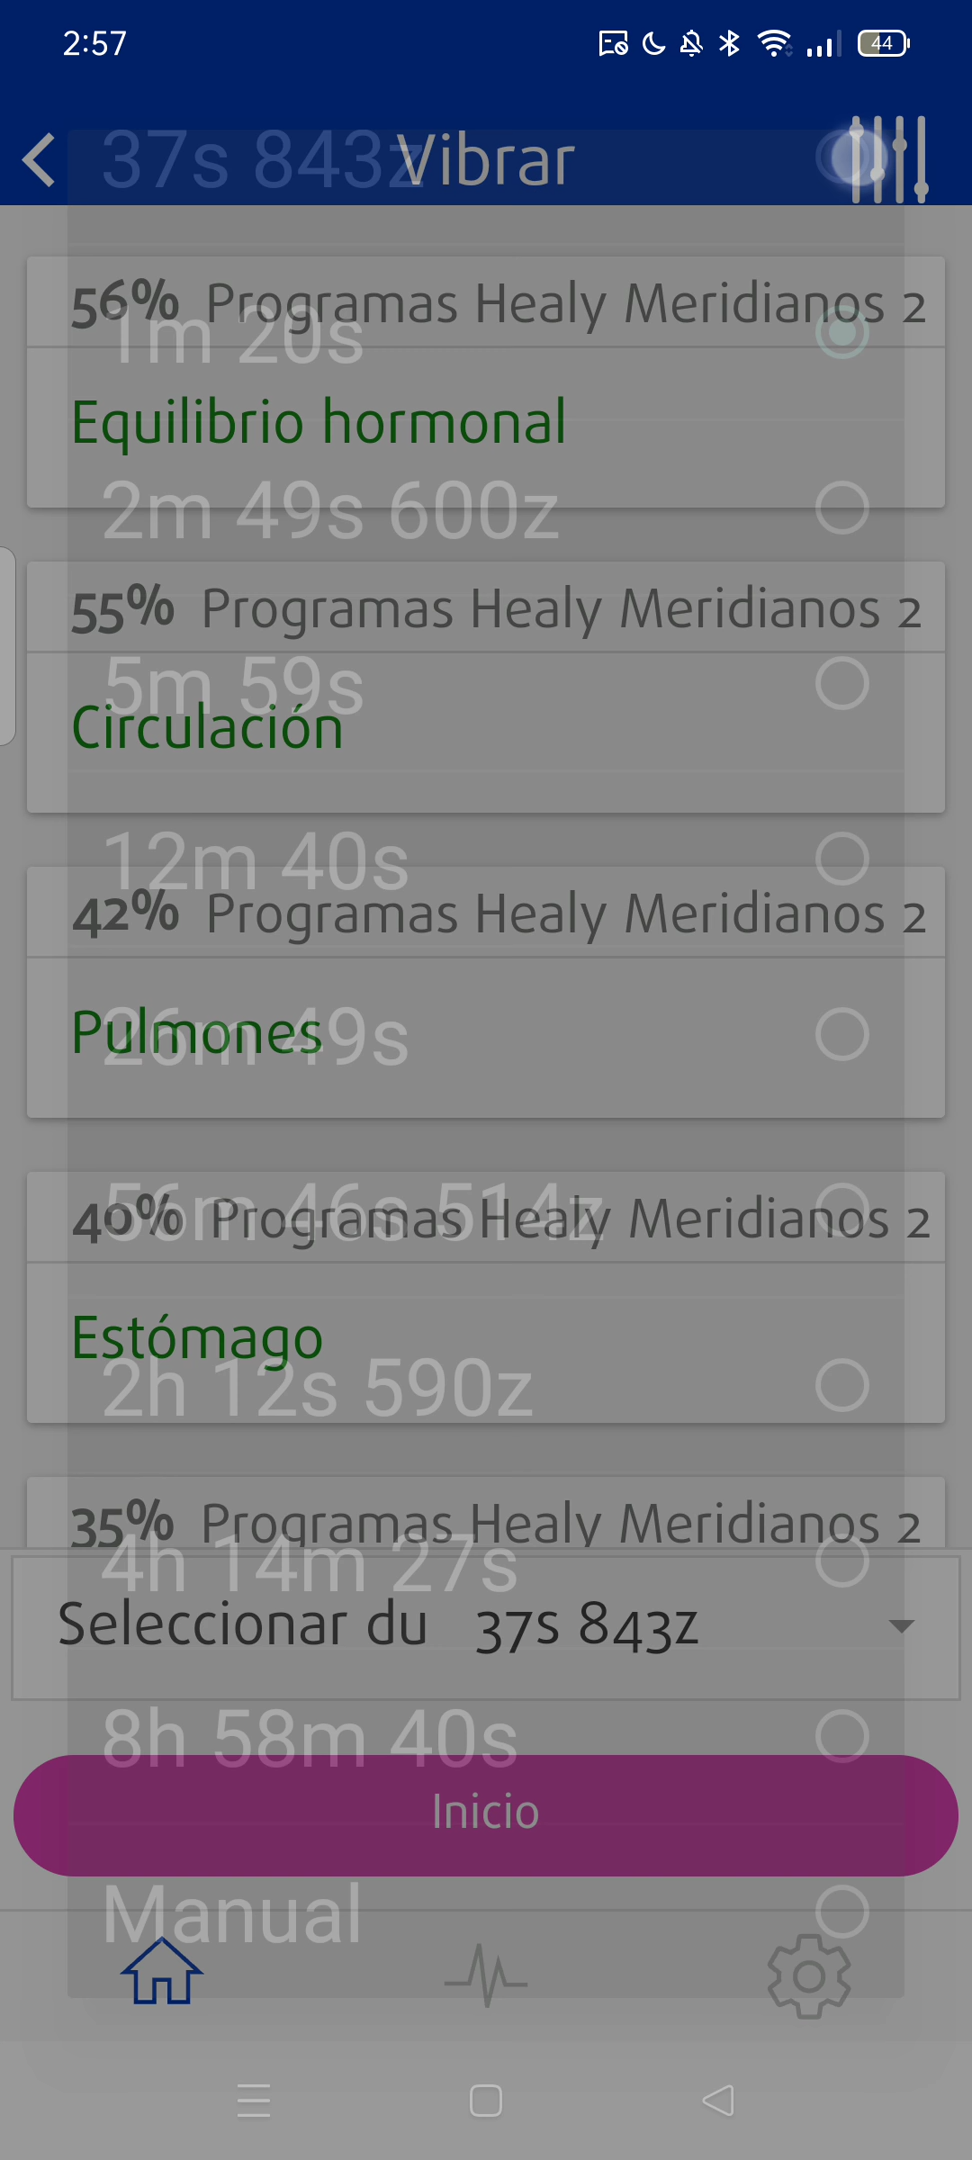 2:57
44
Vibrar
37s 843z
56% Programas Healy Meridianos 2
1m 20s
Equilibrio hormonal
2m 49s 600z
55% Programas Healy Meridianos 2
5m 59s
Circulación
12m 40s
42% Programas Healy Meridianos 2
Pulmones
26m 49s
40% Programas Healy Meridianos 2
56m 46s 514z
Estómago
2h 12s 590z
35% Programas Healy Meridianos 2
4h 14m 27s
Seleccionar du 37s 843z
8h 58m 40s
Inicio
Manual